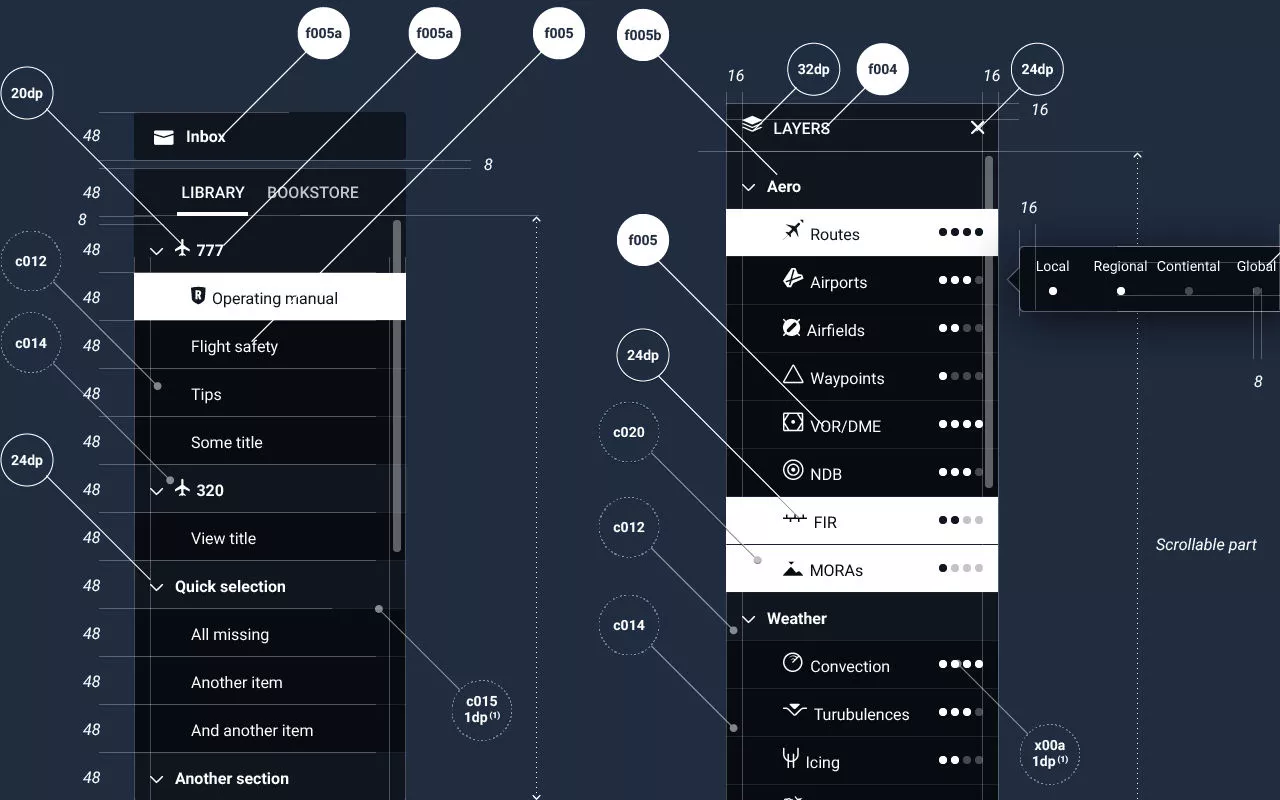 f005a
f005a
f005
f005b
20dp
16
32dp
f004
16
24dp
16
48
Inbox
8
LAYERS
48
LIBRARY
BOOKSTORE
Aero
8
16
48
777
f005
Routes
c012
Local
Regional
Contiental
Global
48
R
Operating manual
Airports
c014
48
Flight safety
24dp
Airfields
48
Tips
Waypoints
8
48
Some title
c020
VOR/DME
24dp
48
320
NDB
48
View title
c012
FIR
Scrollable part
48
Quick selection
MORAs
48
All missing
c014
Weather
48
Another item
Convection
c015
1dp(1)
48
And another item
Turubulences
x00a
1dp(1)
48
Another section
Icing